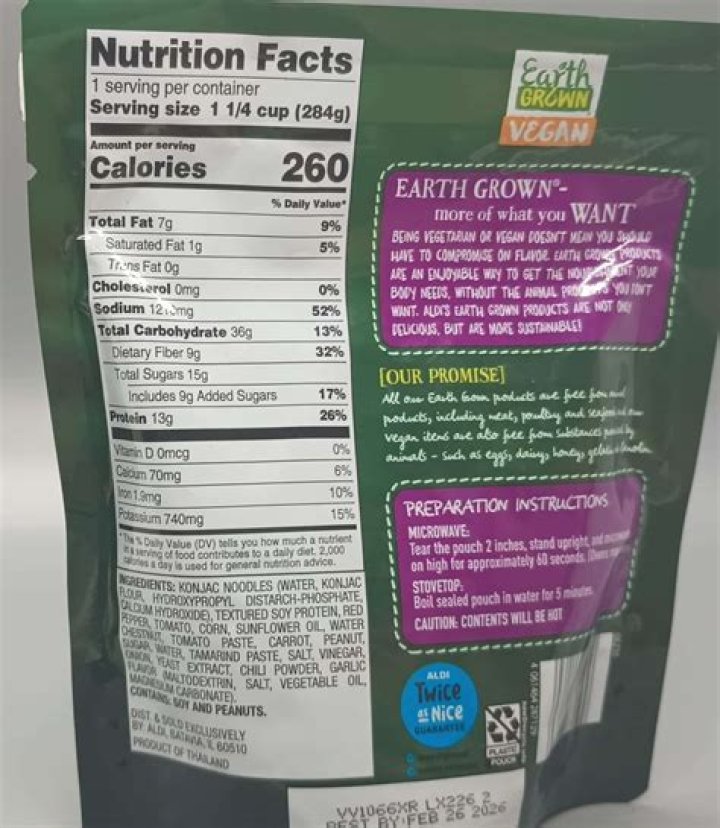 Nutrition Facts
1 serving per container
Serving size 1 1/4 cup (284g)
Amount per serving
Calories 260
% Daily Value*
Total Fat 7g 9%
Saturated Fat 1g 5%
Trans Fat 0g
Cholesterol 0mg 0%
Sodium 52%
Total Carbohydrate 36g 13%
Dietary Fiber 9g 32%
Total Sugars 15g
Includes 9g Added Sugars 17%
Protein 13g 26%
Vitamin D 0mcg 0%
Calcium 70mg 6%
Iron 1.9mg 10%
Potassium 740mg 15%
*The % Daily Value (DV) tells you how much a nutrient
in a serving of food contributes to a daily diet. 2,000
calories a day is used for general nutrition advice.
INGREDIENTS: KONJAC NOODLES (WATER, KONJAC
FLOUR, HYDROXYPROPYL DISTARCH-PHOSPHATE,
CALCIUM HYDROXIDE), TEXTURED SOY PROTEIN, RED
PEPPER, TOMATO, CORN, SUNFLOWER OIL, WATER
CHESTNUT, TOMATO PASTE, CARROT, PEANUT,
SUGAR, WATER, TAMARIND PASTE, SALT, VINEGAR,
ONION, YEAST EXTRACT, CHILI POWDER, GARLIC
FLAVOR (MALTODEXTRIN, SALT, VEGETABLE OIL,
MAGNESIUM CARBONATE).
CONTAINS: SOY AND PEANUTS.
DIST. & SOLD EXCLUSIVELY
BY: ALDI, BATAVIA, IL 60510
PRODUCT OF THAILAND
Earth
GROWN
VEGAN
EARTH GROWN®-
more of what you WANT
BEING VEGETARIAN OR VEGAN DOESN'T MEAN YOU SHOULD
HAVE TO COMPROMISE ON FLAVOR. EARTH GROWN PRODUCTS
ARE AN ENJOYABLE WAY TO GET THE YOUR
BODY NEEDS, WITHOUT THE ANIMAL PRODUCTS YOU DON'T
WANT. ALDI'S EARTH GROWN PRODUCTS ARE NOT ONLY
DELICIOUS, BUT ARE MORE SUSTAINABLE!
[OUR PROMISE]
All our Earth Grown products are free from
products, including meat, poultry and seafood
vegan items are also free from substances
animals - such as eggs, dairy, honey,
PREPARATION INSTRUCTIONS
MICROWAVE:
Tear the pouch 2 inches, stand upright, and
on high for approximately 60 seconds.
STOVETOP:
Boil sealed pouch in water for 5 minutes.
CAUTION: CONTENTS WILL BE HOT
ALDI
Twice
as Nice
GUARANTEE
PLASTIC
POUCH
VV1066XR LX226 2
BEST BY:FEB 26 2026